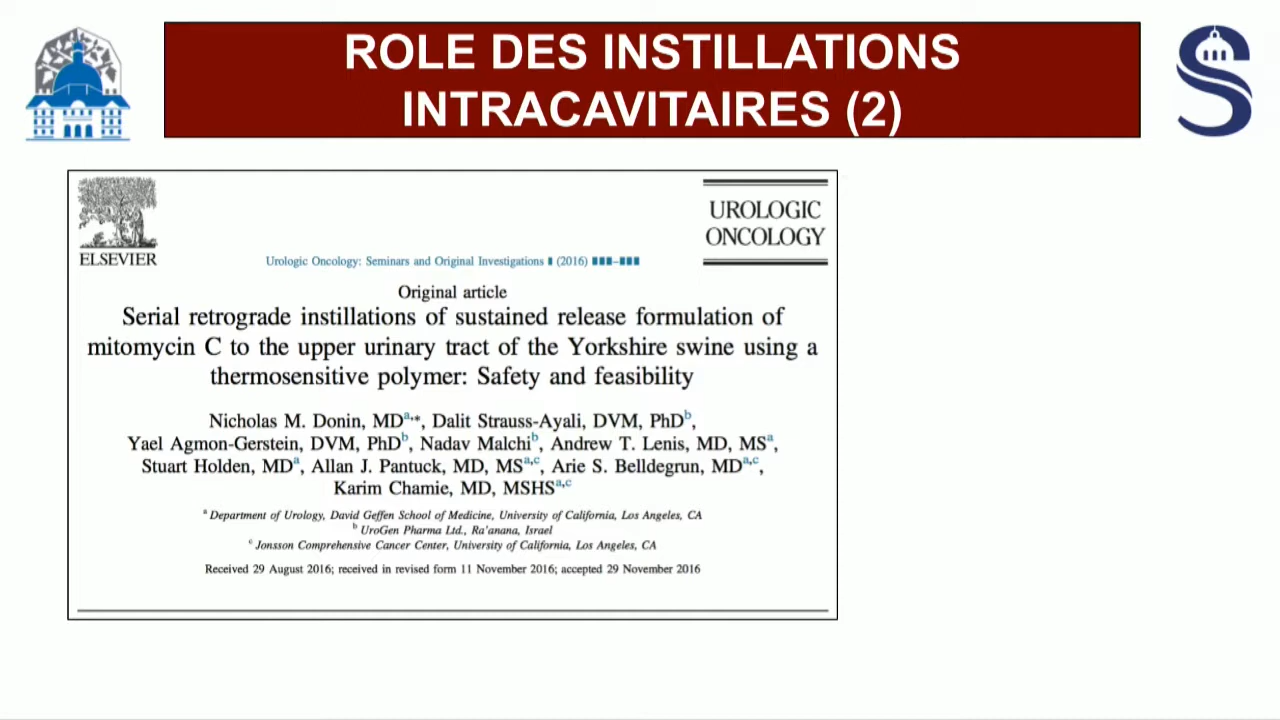 ROLE DES INSTILLATIONS
INTRACAVITAIRES (2)
ELSEVIER
UROLOGIC
ONCOLOGY
Urologic Oncology: Seminars and Original Investigations ▮ (2016) ▮▮▮–▮▮▮
Original article
Serial retrograde instillations of sustained release formulation of
mitomycin C to the upper urinary tract of the Yorkshire swine using a
thermosensitive polymer: Safety and feasibility
Nicholas M. Donin, MDa,*, Dalit Strauss-Ayali, DVM, PhDb,
Yael Agmon-Gerstein, DVM, PhDb, Nadav Malchib, Andrew T. Lenis, MD, MSa,
Stuart Holden, MDa, Allan J. Pantuck, MD, MSa,c, Arie S. Belldegrun, MDa,c,
Karim Chamie, MD, MSHSa,c
a Department of Urology, David Geffen School of Medicine, University of California, Los Angeles, CA
b UroGen Pharma Ltd., Ra'anana, Israel
c Jonsson Comprehensive Cancer Center, University of California, Los Angeles, CA
Received 29 August 2016; received in revised form 11 November 2016; accepted 29 November 2016